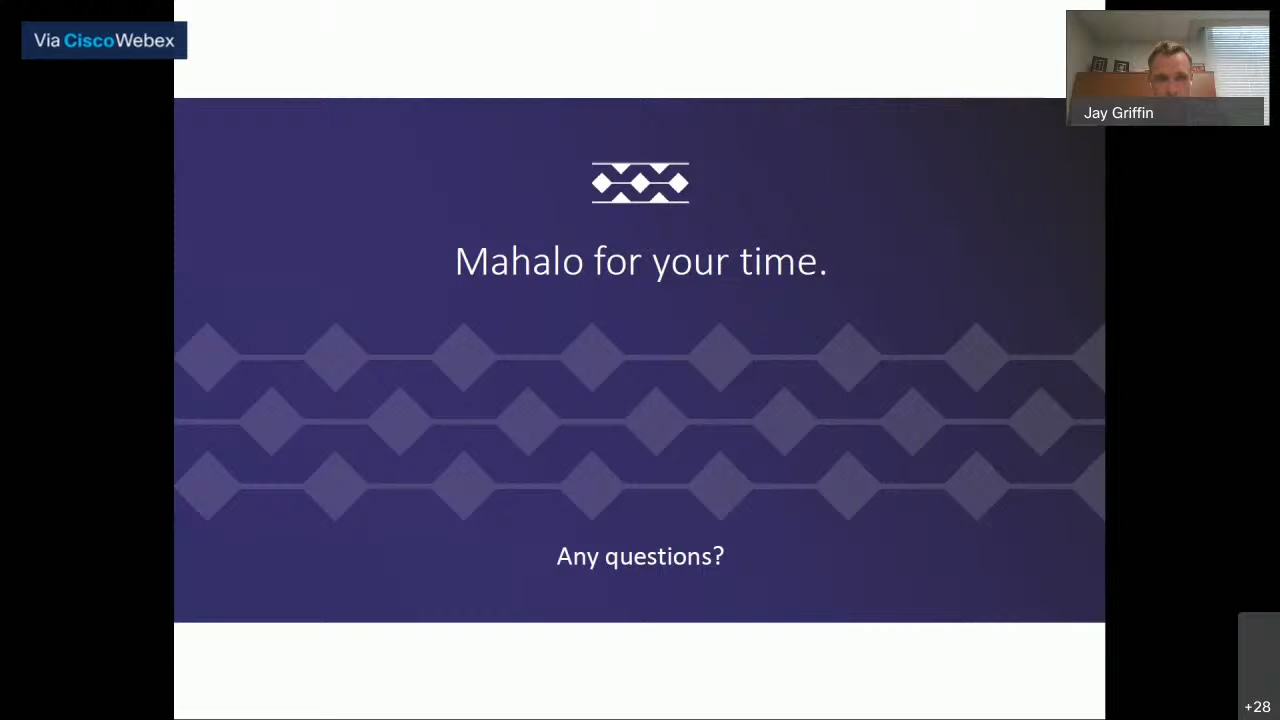 Via CiscoWebex
Jay Griffin
Mahalo for your time.
Any questions?
+28